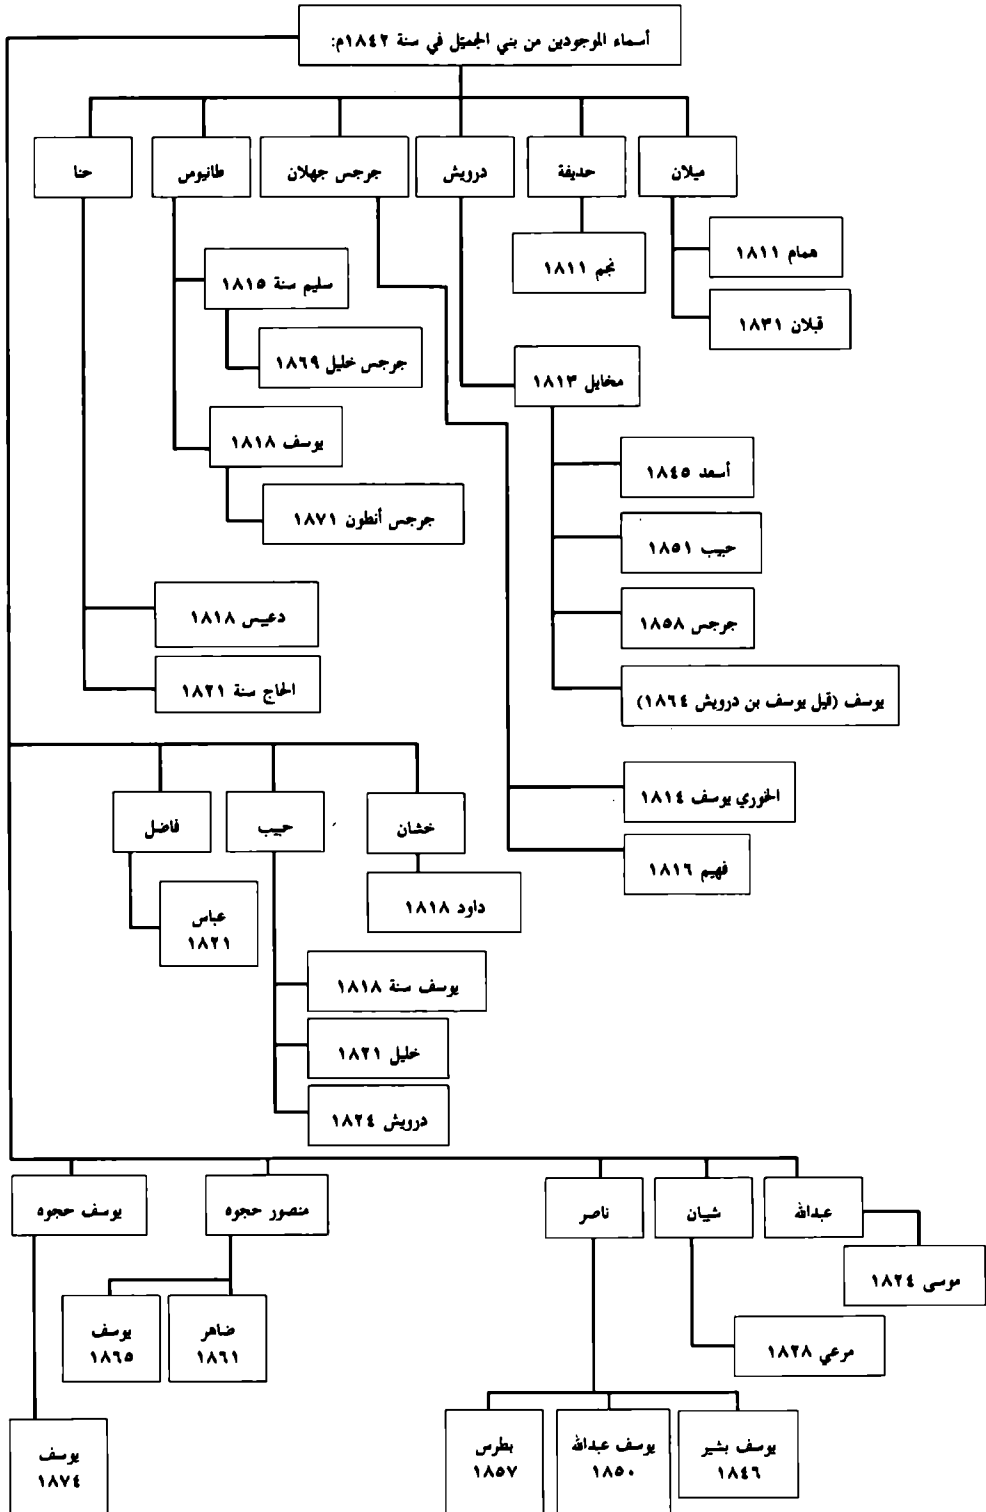 أسماء الموجودين من بني الجميّل في سنة ١٨٤٢م:
ميلان
حديفة
درويش
جرجس جهلان
طانيوس
حنا
همام ١٨١١
نجم ١٨١١
سليم سنة ١٨١٥
قبلان ١٨٣١
جرجس خليل ١٨٦٩
مخايل ١٨١٣
يوسف ١٨١٨
أسعد ١٨٤٥
جرجس أنطون ١٨٧١
حبيب ١٨٥١
دعيس ١٨١٨
جرجس ١٨٥٨
الحاج سنة ١٨٢١
يوسف (قيل يوسف بن درويش ١٨٦٤)
الخوري يوسف ١٨١٤
فهيم ١٨١٦
خشان
حبيب
فاضل
داود ١٨١٨
عباس
١٨٢١
يوسف سنة ١٨١٨
خليل ١٨٢١
درويش ١٨٢٤
عبدالله
شيبان
ناصر
منصور حجوه
يوسف حجوه
موسى ١٨٢٤
مرعي ١٨٢٨
ضاهر
١٨٦١
يوسف
١٨٦٥
يوسف بشير
١٨٤٦
يوسف عبدالله
١٨٥٠
بطرس
١٨٥٧
يوسف
١٨٧٤